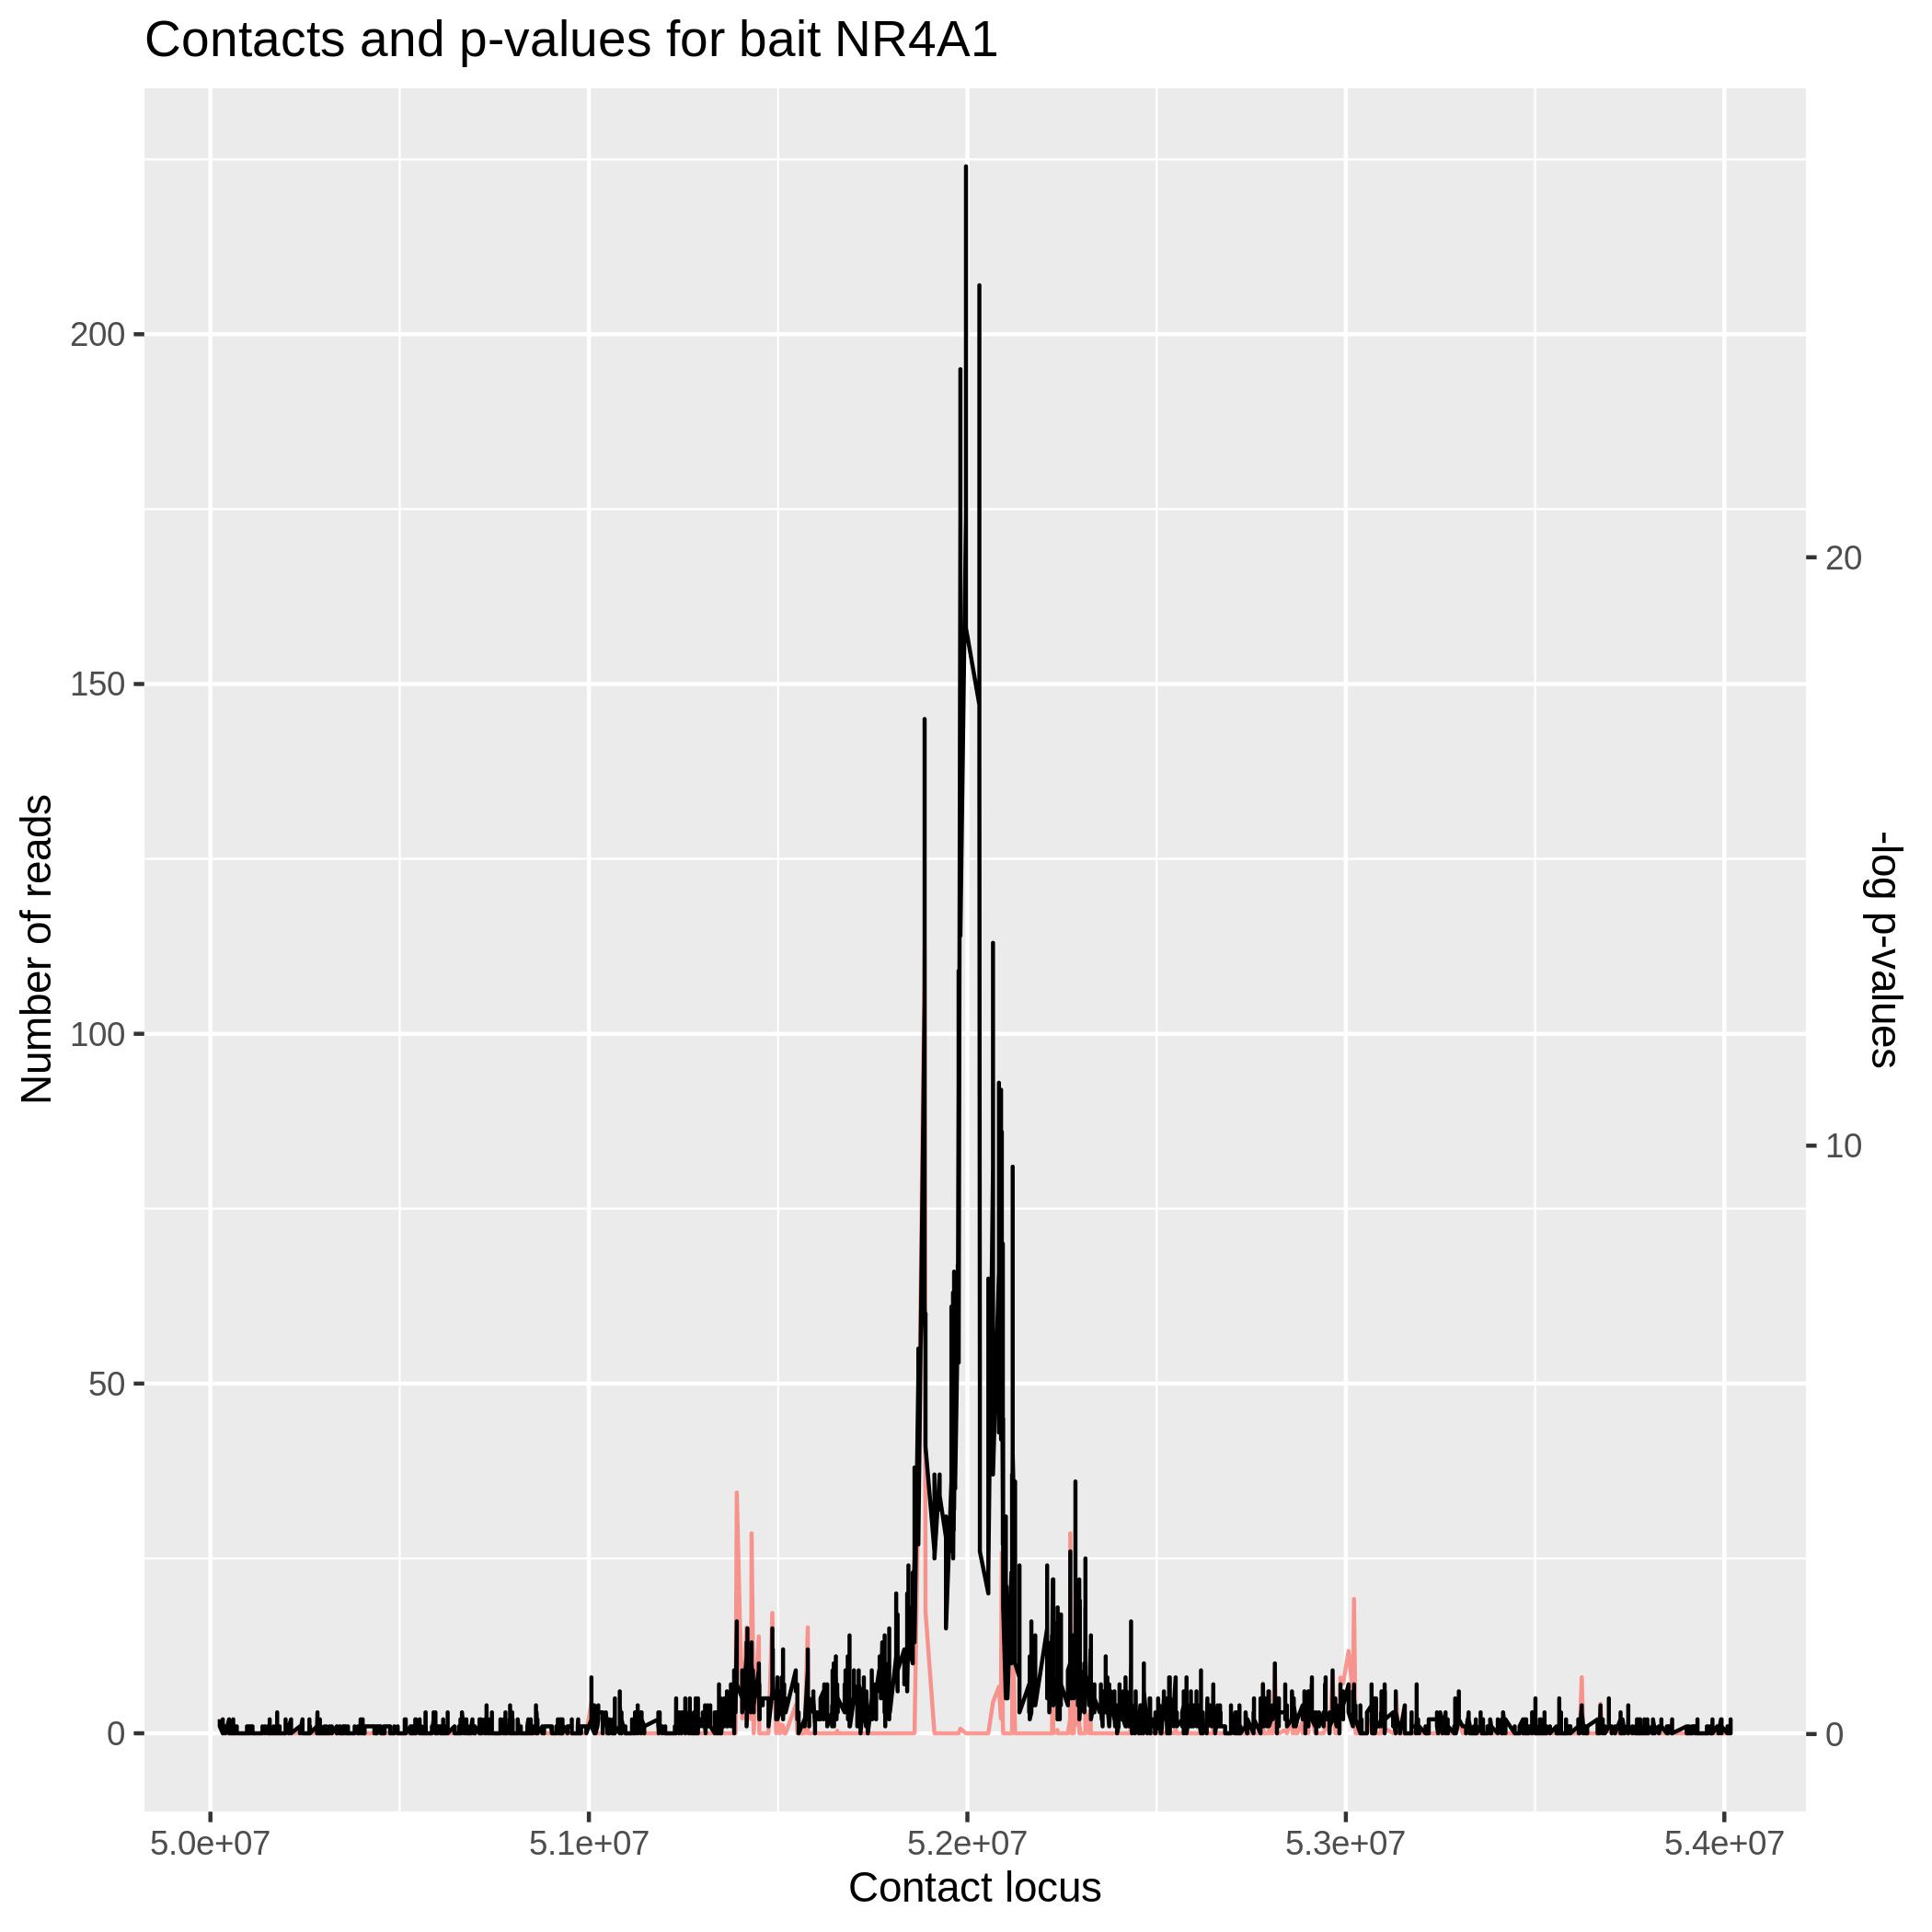 Contacts and p-values for bait NR4A1
Number of reads
200
150
100
50
0
20
10
0
-log p-values
5.0e+07
5.1e+07
5.2e+07
5.3e+07
5.4e+07
Contact locus